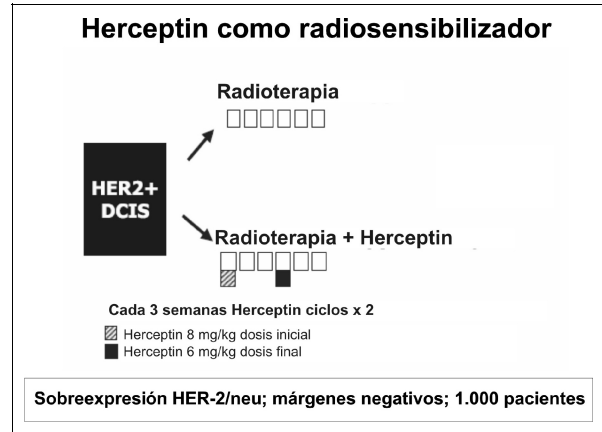 Herceptin como radiosensibilizador
Radioterapia
HER2+
DCIS
Radioterapia + Herceptin
Cada 3 semanas Herceptin ciclos x 2
Herceptin 8 mg/kg dosis inicial
Herceptin 6 mg/kg dosis final
Sobreexpresión HER-2/neu; márgenes negativos; 1.000 pacientes